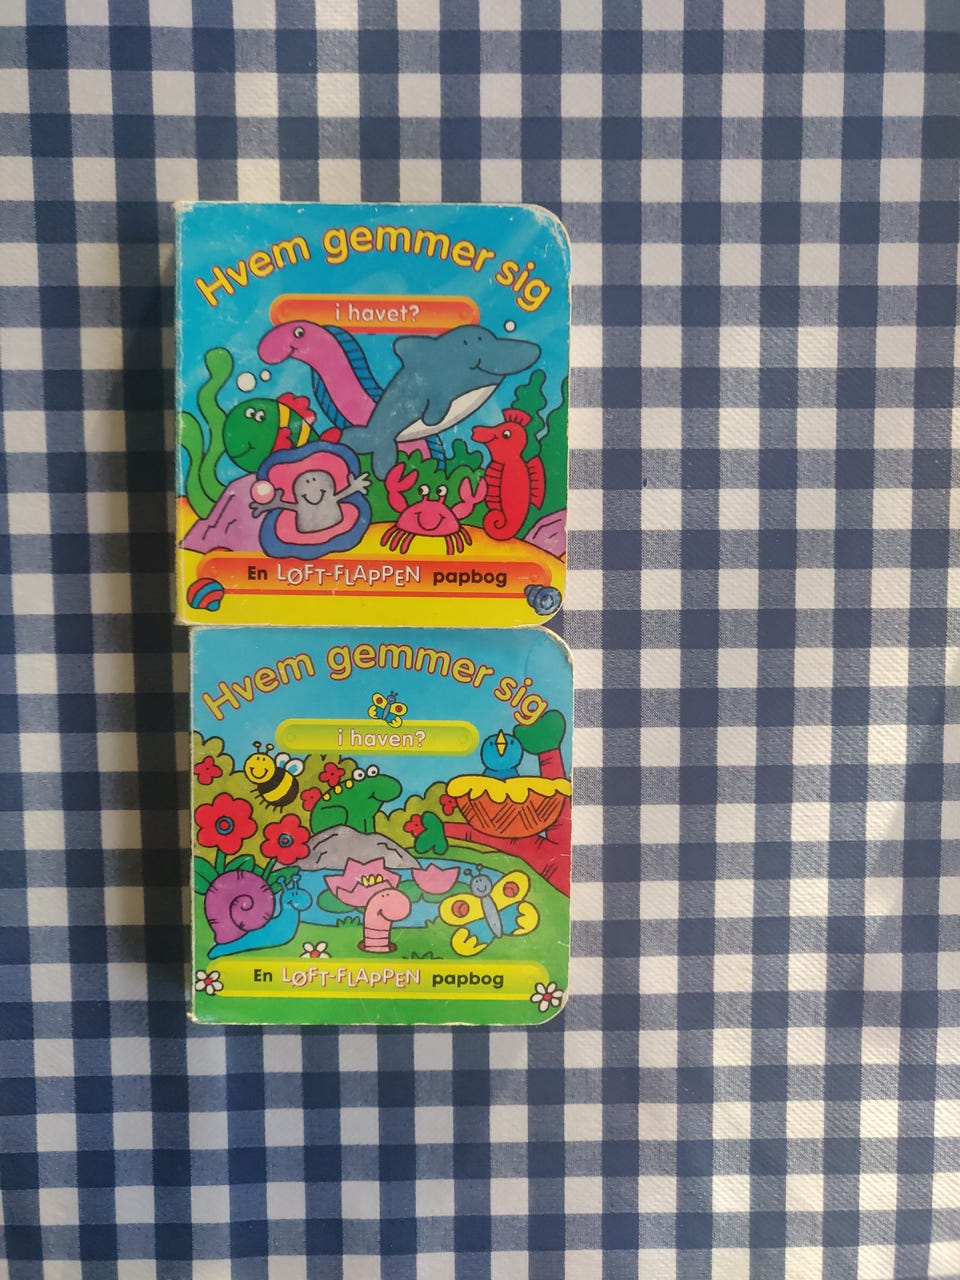 Hvem gemmer sig
i havet?
En LØFT-FLAPPEN papbog
Hvem gemmer sig
i haven?
En LØFT-FLAPPEN papbog